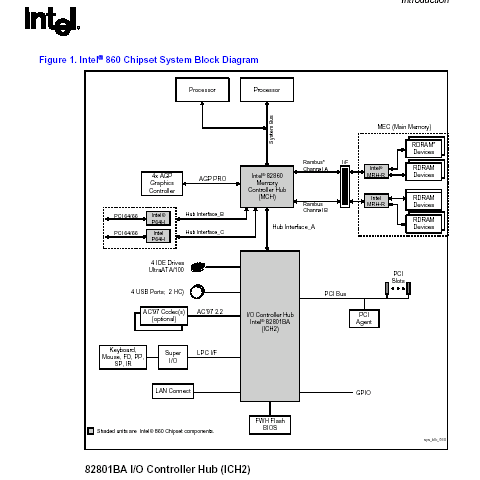 Introduction
intel®
Figure 1. Intel® 860 Chipset System Block Diagram
Processor
Processor
System Bus
MEC (Main Memory)
RDRAM*
Devices
RDRAM
Devices
RDRAM
Devices
RDRAM
Devices
Intel®
MRH-R
Intel
MRH-R
I/F
Rambus*
Channel A
Rambus
Channel B
Intel® 82860
Memory
Controller Hub
(MCH)
4x AGP
Graphics
Controller
AGP PRO
PCI 64/66
Intel®
P64H
Hub Interface_B
PCI 64/66
Intel
P64H
Hub Interface_C
Hub Interface_A
4 IDE Drives
UltraATA/100
4 USB Ports; 2 HC)
AC'97 Codec(s)
(optional)
AC'97 2.2
Keyboard,
Mouse, FD, PP,
SP, IR
Super
I/O
LPC I/F
LAN Connect
I/O Controller Hub
Intel® 82801BA
(ICH2)
PCI Bus
PCI
Slots
PCI
Agent
GPIO
FWH Flash
BIOS
Shaded units are Intel® 860 Chipset components.
82801BA I/O Controller Hub (ICH2)